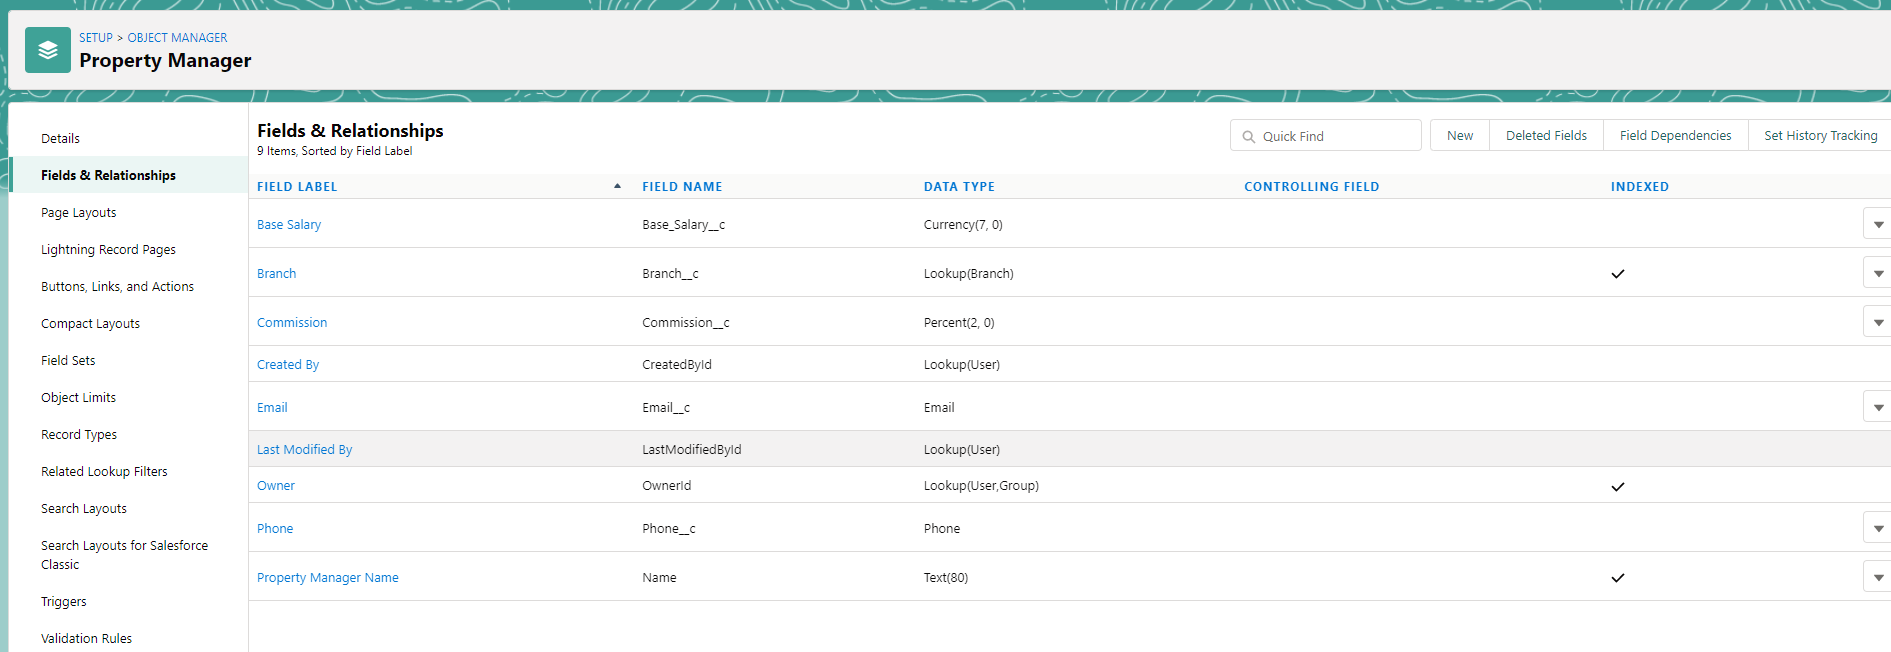 SETUP > OBJECT MANAGER
Property Manager
Details
Fields & Relationships
Page Layouts
Lightning Record Pages
Buttons, Links, and Actions
Compact Layouts
Field Sets
Object Limits
Record Types
Related Lookup Filters
Search Layouts
Search Layouts for Salesforce
Classic
Triggers
Validation Rules
Fields & Relationships
9 Items, Sorted by Field Label
Quick Find
New
Deleted Fields
Field Dependencies
Set History Tracking
FIELD LABEL FIELD NAME DATA TYPE CONTROLLING FIELD INDEXED
Base Salary Base_Salary__c Currency(7, 0)
Branch Branch__c Lookup(Branch)
Commission Commission__c Percent(2, 0)
Created By CreatedById Lookup(User)
Email Email__c Email
Last Modified By LastModifiedById Lookup(User)
Owner OwnerId Lookup(User,Group)
Phone Phone__c Phone
Property Manager Name Name Text(80)